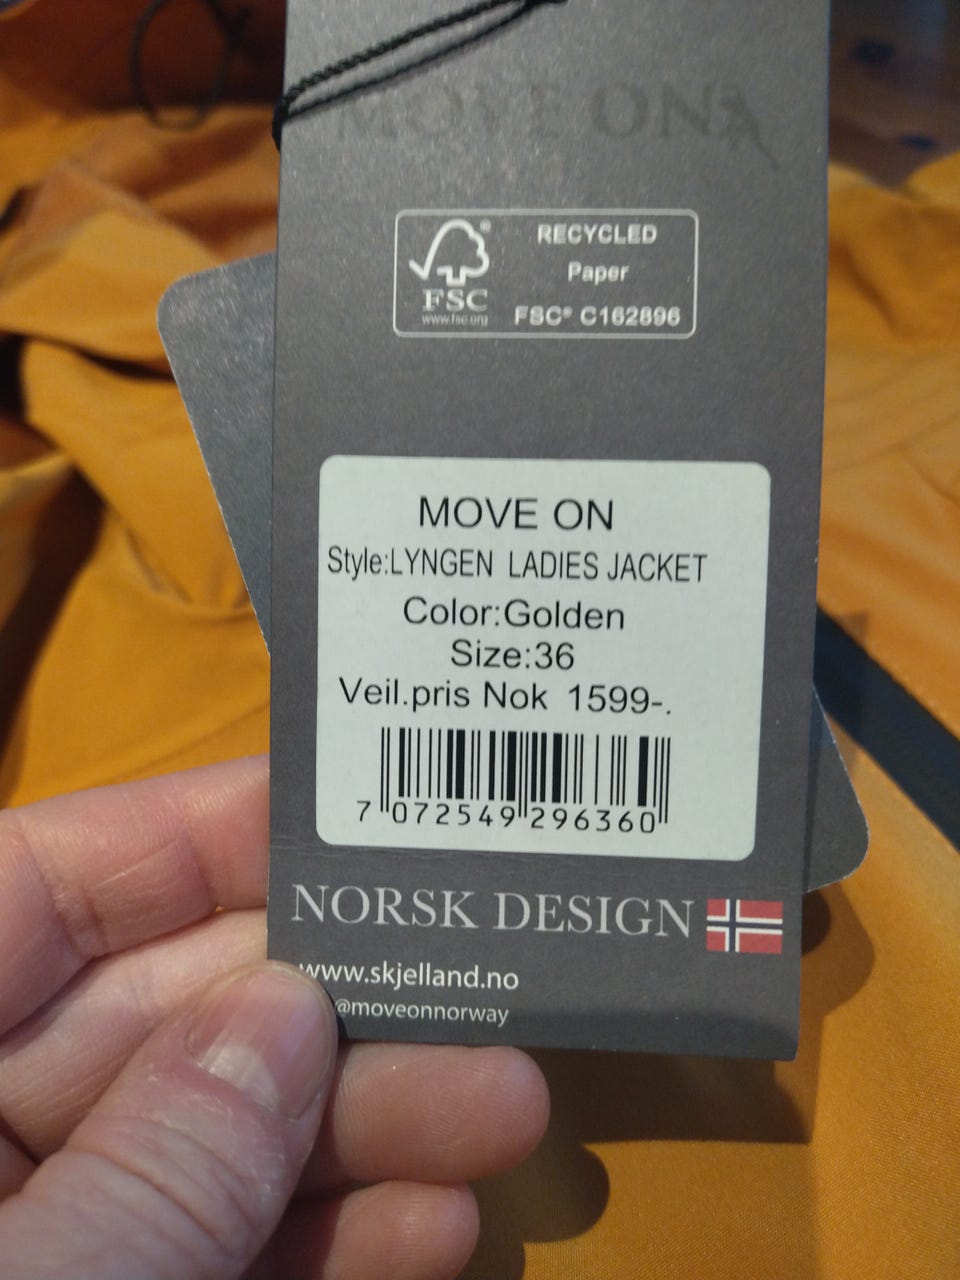 MOVE ON
FSC
www.fsc.org
RECYCLED
Paper
FSC® C162896
MOVE ON
Style:LYNGEN LADIES JACKET
Color:Golden
Size:36
Veil.pris Nok 1599-.
7 072549 296360
NORSK DESIGN
www.skjelland.no
@moveonnorway